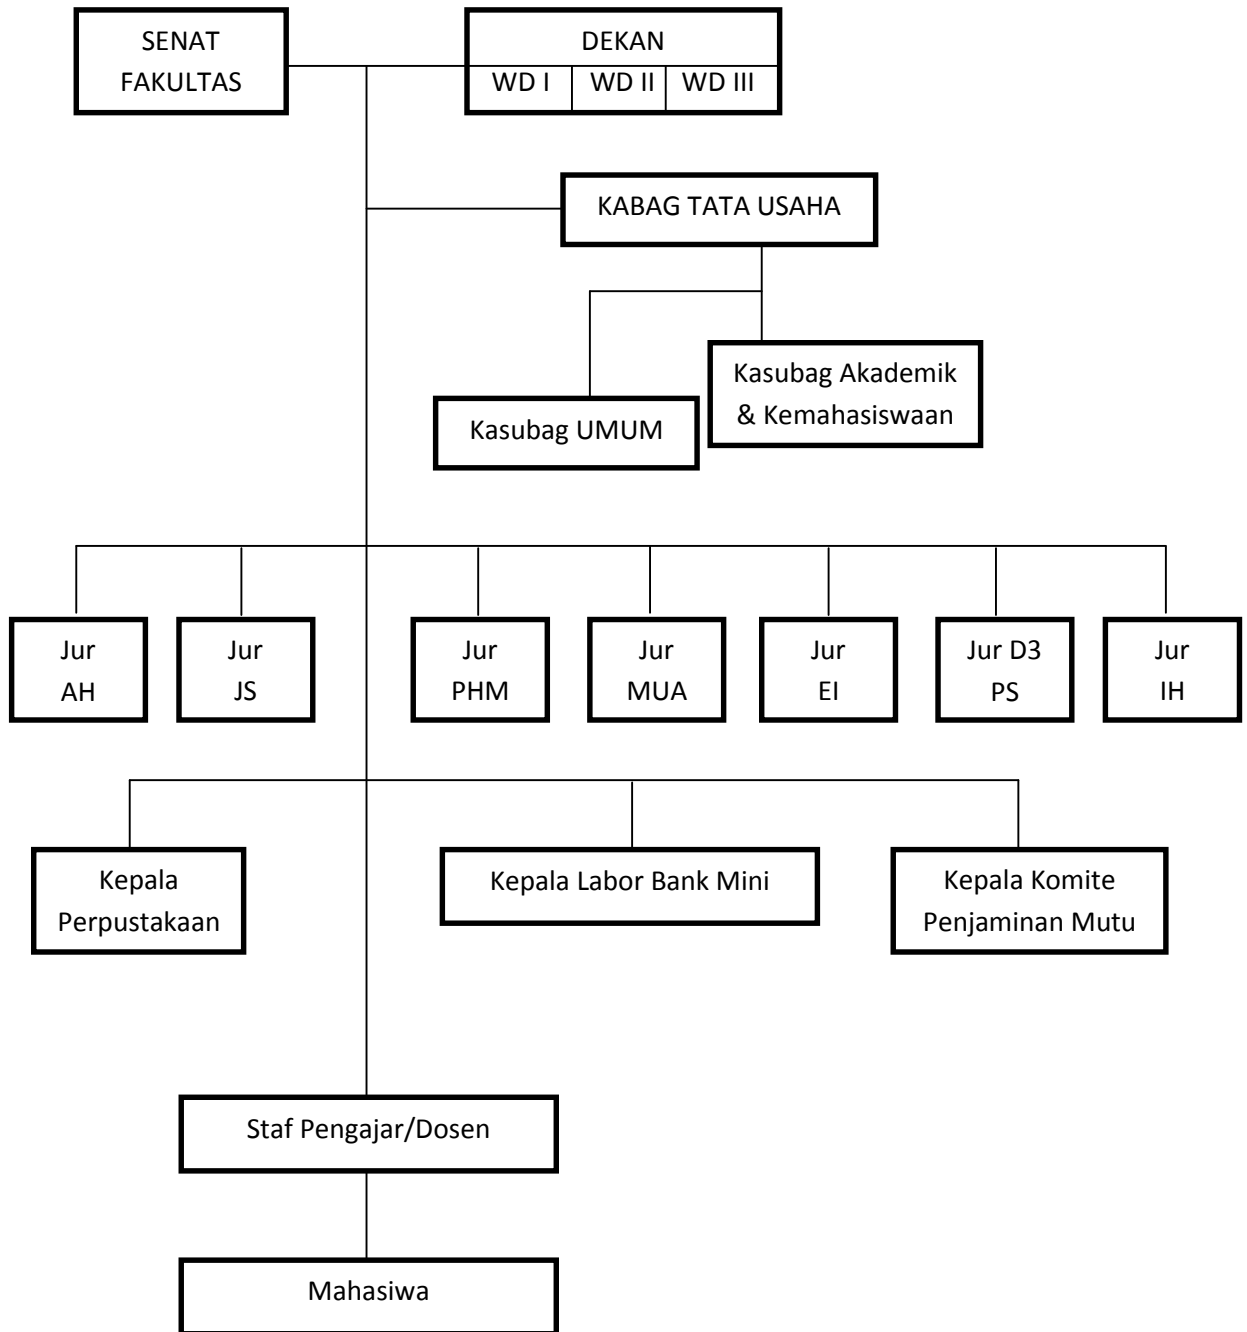 SENAT
FAKULTAS
DEKAN
WD I WD II WD III
KABAG TATA USAHA
Kasubag Akademik
& Kemahasiswaan
Kasubag UMUM
Jur
AH
Jur
JS
Jur
PHM
Jur
MUA
Jur
EI
Jur D3
PS
Jur
IH
Kepala
Perpustakaan
Kepala Labor Bank Mini
Kepala Komite
Penjaminan Mutu
Staf Pengajar/Dosen
Mahasiwa